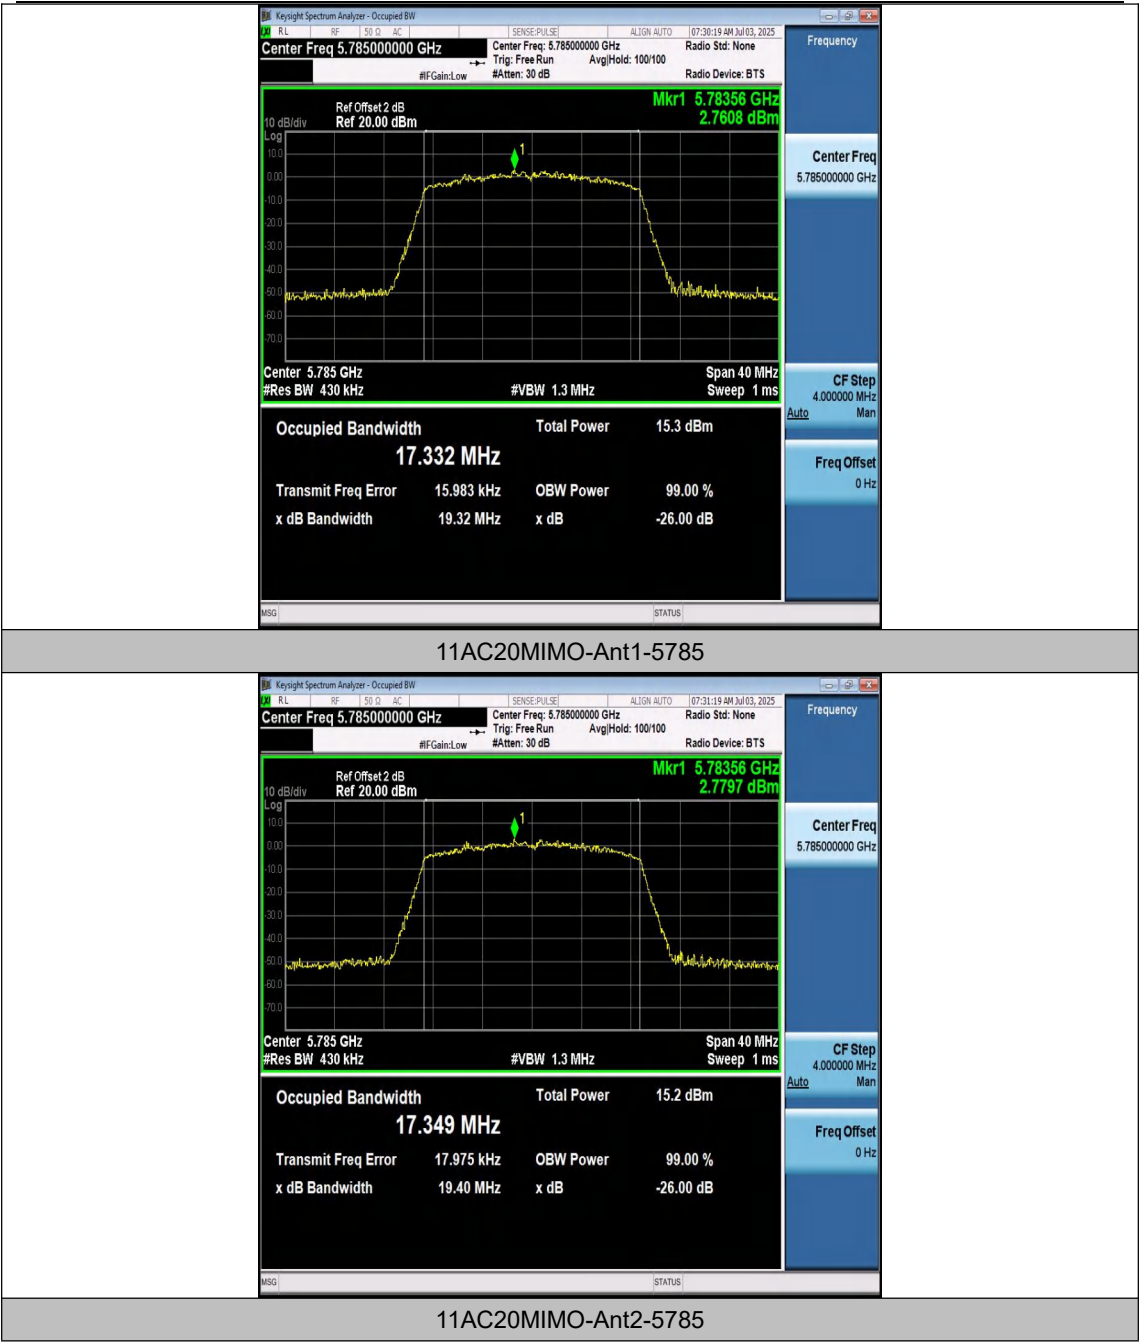 Keysight Spectrum Analyzer - Occupied BW
RL RF 50 Ω AC SENSE:PULSE ALIGN AUTO 07:30:19 AM Jul 03, 2025
Center Freq 5.785000000 GHz
Center Freq: 5.785000000 GHz Radio Std: None
Trig: Free Run Avg|Hold: 100/100
#IFGain:Low #Atten: 30 dB Radio Device: BTS
Frequency
Mkr1 5.78356 GHz
2.7608 dBm
Ref Offset 2 dB
10 dB/div Ref 20.00 dBm
Log
10.0
0.00
-10.0
-20.0
-30.0
-40.0
-50.0
-60.0
-70.0
1
Center 5.785 GHz Span 40 MHz
#Res BW 430 kHz #VBW 1.3 MHz Sweep 1 ms
Center Freq
5.785000000 GHz
CF Step
4.000000 MHz
Auto Man
Freq Offset
0 Hz
Occupied Bandwidth Total Power 15.3 dBm
17.332 MHz
Transmit Freq Error 15.983 kHz OBW Power 99.00 %
x dB Bandwidth 19.32 MHz x dB -26.00 dB
MSG STATUS
11AC20MIMO-Ant1-5785
Keysight Spectrum Analyzer - Occupied BW
RL RF 50 Ω AC SENSE:PULSE ALIGN AUTO 07:31:19 AM Jul 03, 2025
Center Freq 5.785000000 GHz
Center Freq: 5.785000000 GHz Radio Std: None
Trig: Free Run Avg|Hold: 100/100
#IFGain:Low #Atten: 30 dB Radio Device: BTS
Frequency
Mkr1 5.78356 GHz
2.7797 dBm
Ref Offset 2 dB
10 dB/div Ref 20.00 dBm
Log
10.0
0.00
-10.0
-20.0
-30.0
-40.0
-50.0
-60.0
-70.0
1
Center 5.785 GHz Span 40 MHz
#Res BW 430 kHz #VBW 1.3 MHz Sweep 1 ms
Center Freq
5.785000000 GHz
CF Step
4.000000 MHz
Auto Man
Freq Offset
0 Hz
Occupied Bandwidth Total Power 15.2 dBm
17.349 MHz
Transmit Freq Error 17.975 kHz OBW Power 99.00 %
x dB Bandwidth 19.40 MHz x dB -26.00 dB
MSG STATUS
11AC20MIMO-Ant2-5785